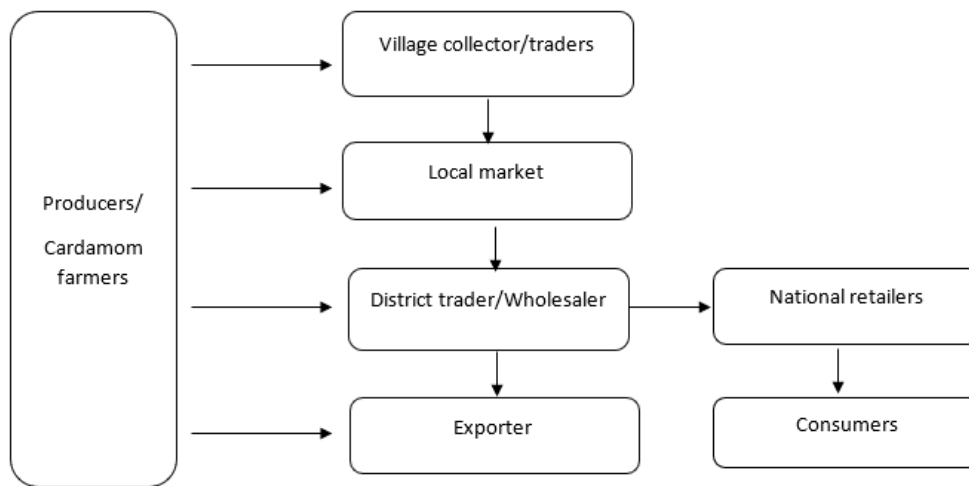 Village collector/traders
Local market
Producers/
Cardamom
farmers
District trader/Wholesaler
National retailers
Exporter
Consumers